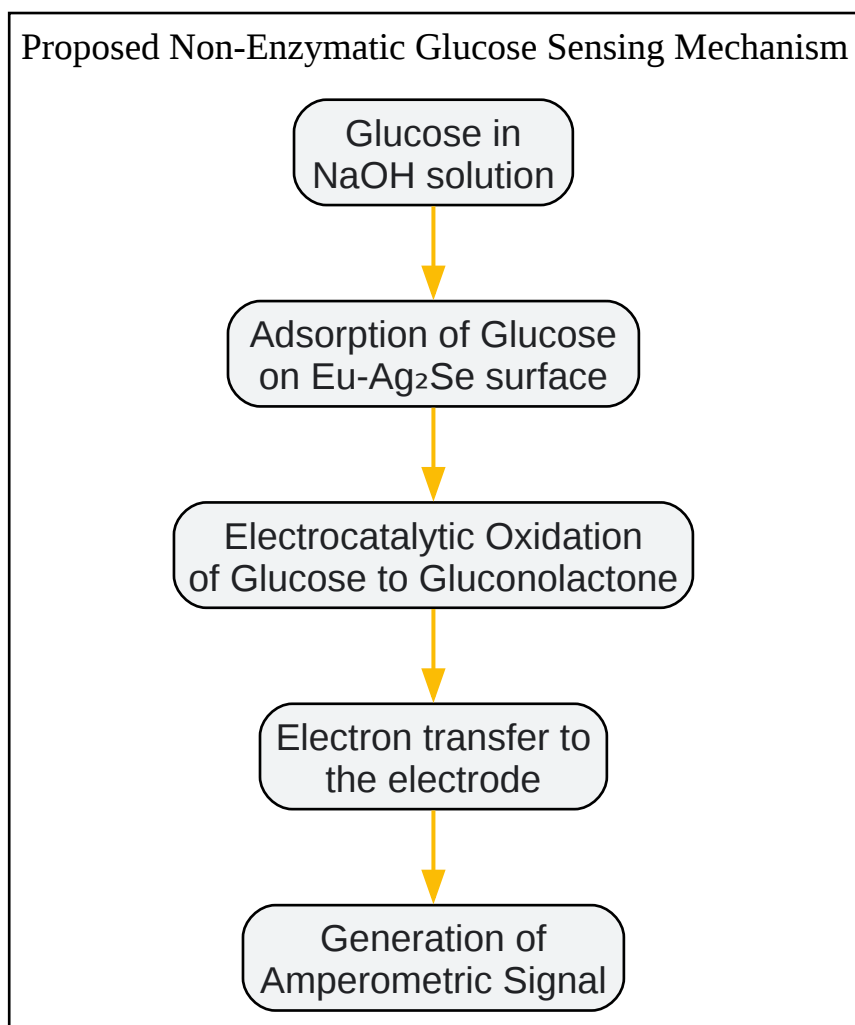 Proposed Non-Enzymatic Glucose Sensing Mechanism
Glucose in
NaOH solution
Adsorption of Glucose
on Eu-Ag₂Se surface
Electrocatalytic Oxidation
of Glucose to Gluconolactone
Electron transfer to
the electrode
Generation of
Amperometric Signal